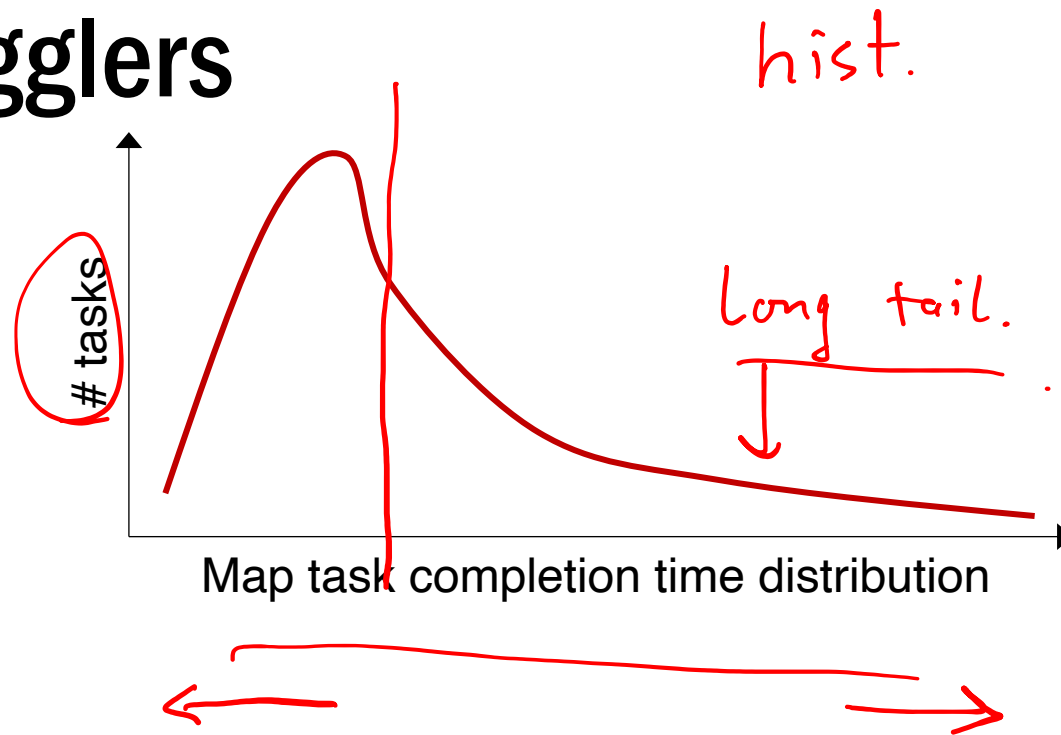 gglers
hist.
# tasks
Long tail.
Map task completion time distribution